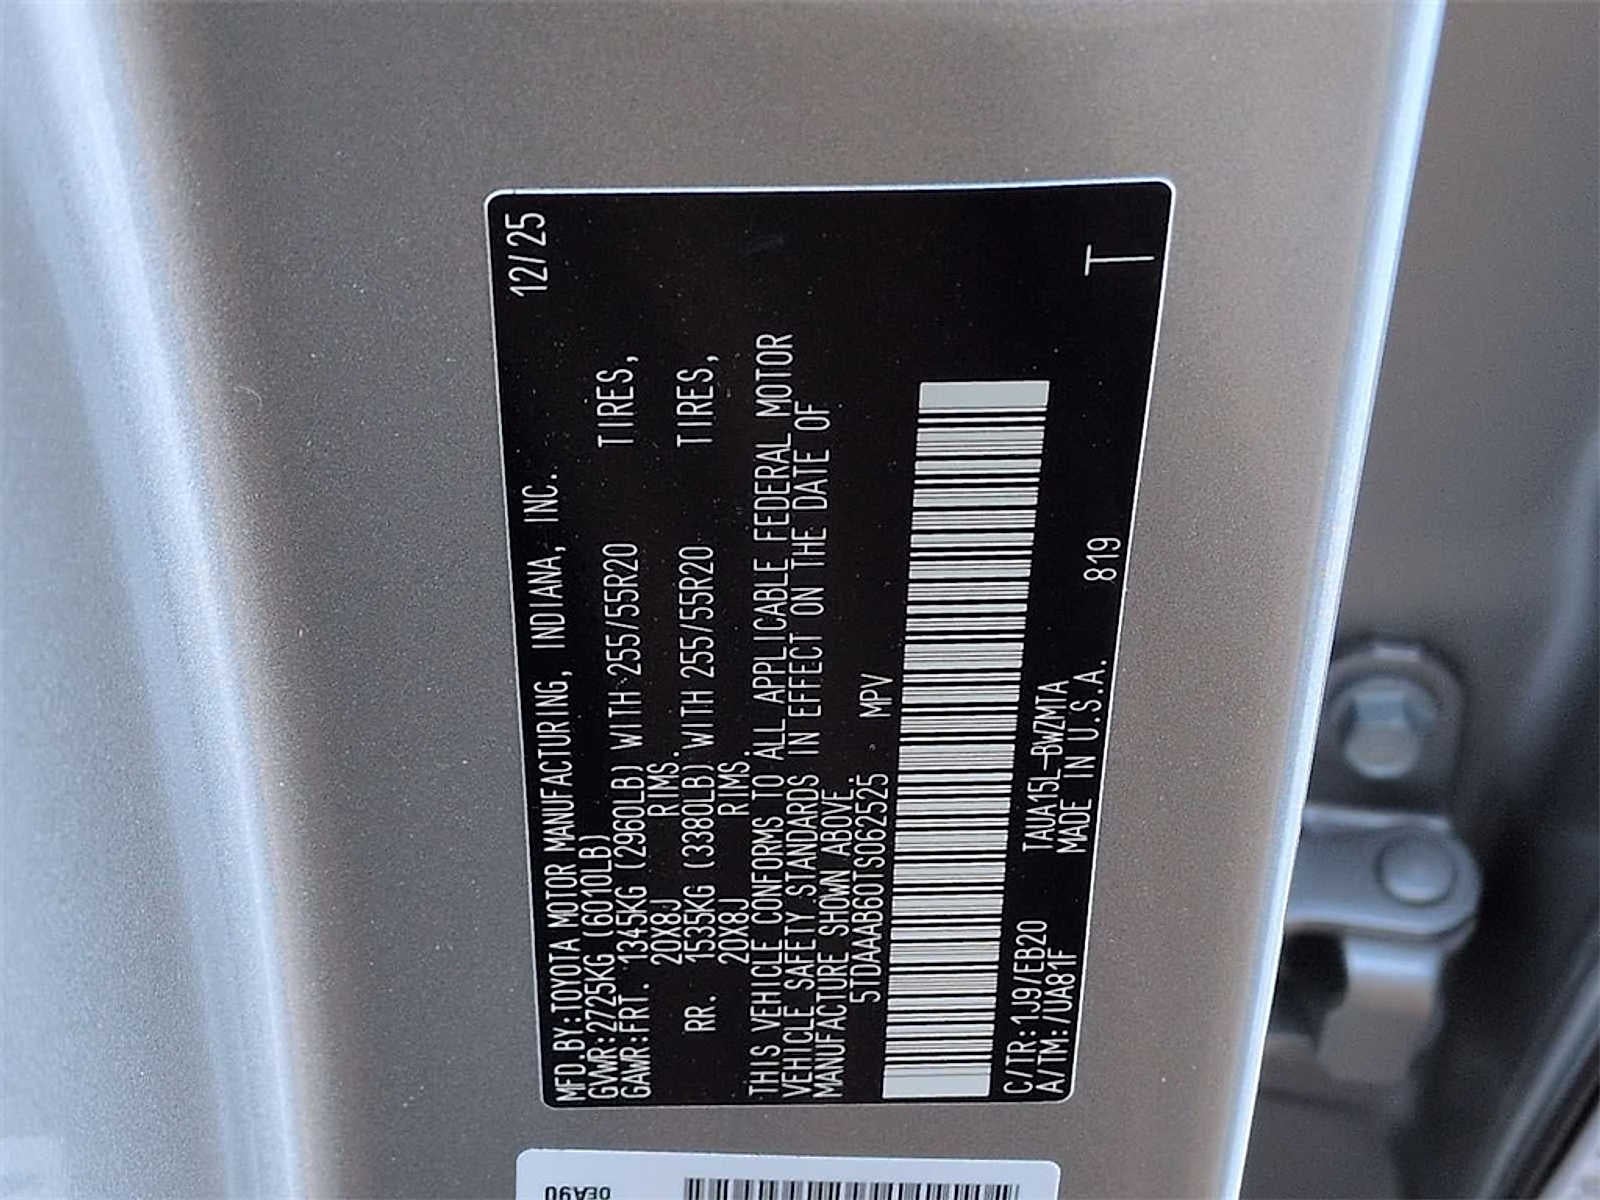 12/25
MFD.BY:TOYOTA MOTOR MANUFACTURING, INDIANA, INC.
GVWR:2725KG (6010LB)
GAWR:FRT. 1345KG (2960LB) WITH 255/55R20 TIRES,
20X8J RIMS.
RR. 1535KG (3380LB) WITH 255/55R20 TIRES,
20X8J RIMS.
THIS VEHICLE CONFORMS TO ALL APPLICABLE FEDERAL MOTOR
VEHICLE SAFETY STANDARDS IN EFFECT ON THE DATE OF
MANUFACTURE SHOWN ABOVE.
5TDAAAB60TS062525 MPV
C/TR:1J9/EB20 TAUA15L-BWZMTA
A/TM:/UA81F MADE IN U.S.A. 819
T
0EA90